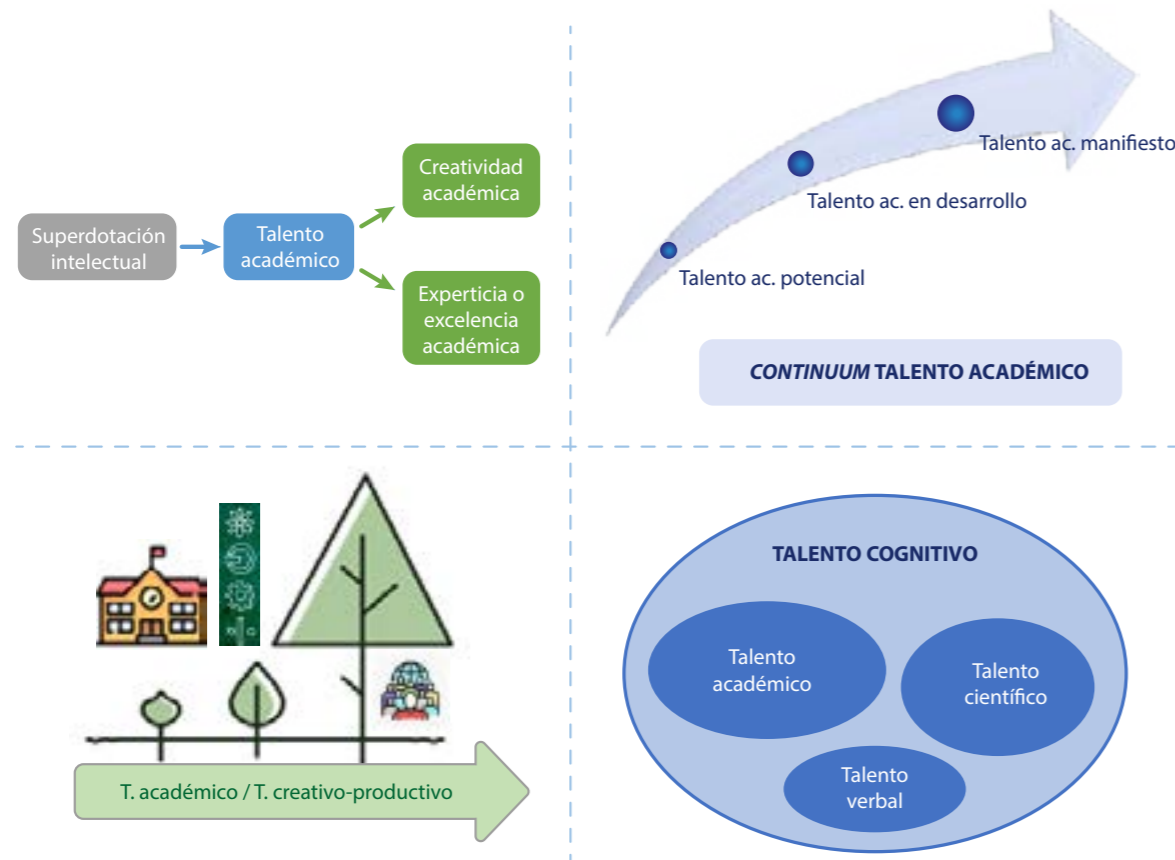 Superdotación
intelectual
Talento
académico
Creatividad
académica
Experticia o
excelencia
académica
Talento ac. manifiesto
Talento ac. en desarrollo
Talento ac. potencial
CONTINUUM TALENTO ACADÉMICO
T. académico / T. creativo-productivo
TALENTO COGNITIVO
Talento
académico
Talento
científico
Talento
verbal